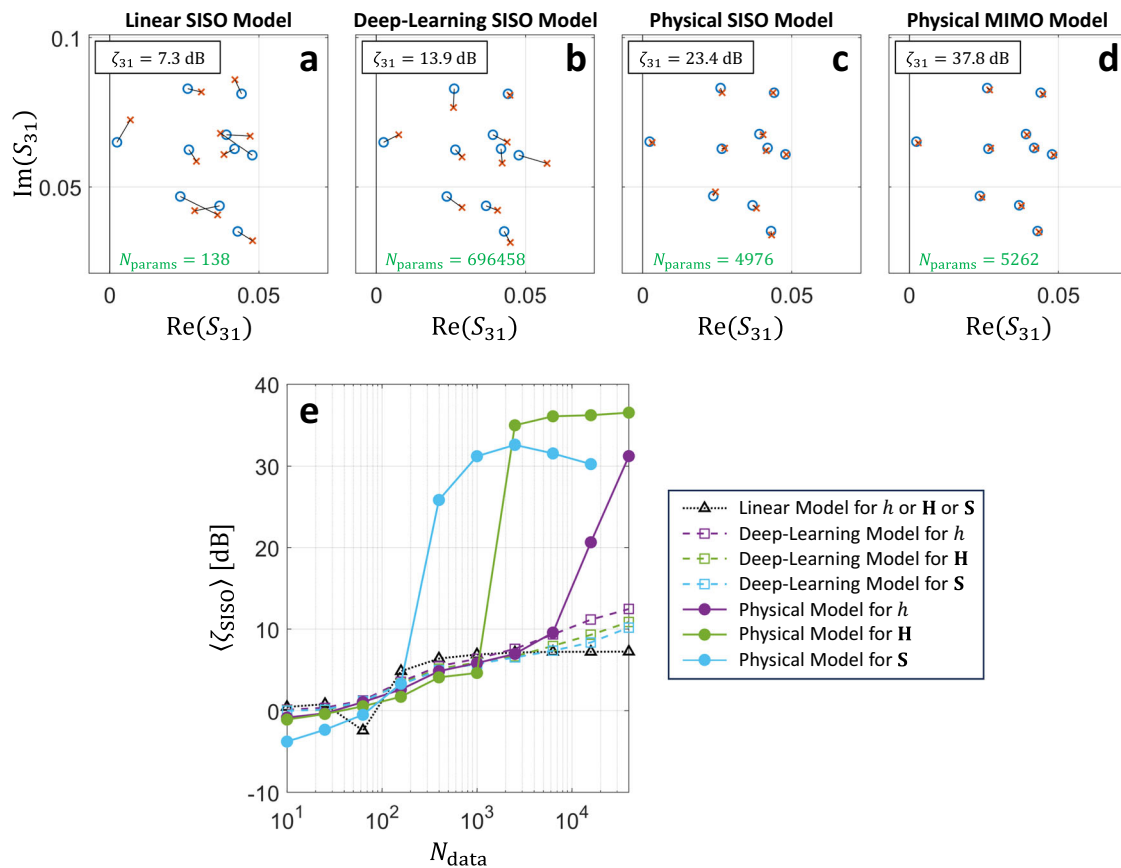 Linear SISO Model
Deep-Learning SISO Model
Physical SISO Model
Physical MIMO Model
0.1
ζ31 = 7.3 dB
a
ζ31 = 13.9 dB
b
ζ31 = 23.4 dB
c
ζ31 = 37.8 dB
d
Im(S31)
0.05
Nparams = 138
Nparams = 696458
Nparams = 4976
Nparams = 5262
0
0.05
0
0.05
0
0.05
0
0.05
Re(S31)
Re(S31)
Re(S31)
Re(S31)
40
e
30
20
10
0
-10
⟨ζSISO⟩ [dB]
10^1
10^2
10^3
10^4
Ndata
Linear Model for h or H or S
Deep-Learning Model for h
Deep-Learning Model for H
Deep-Learning Model for S
Physical Model for h
Physical Model for H
Physical Model for S